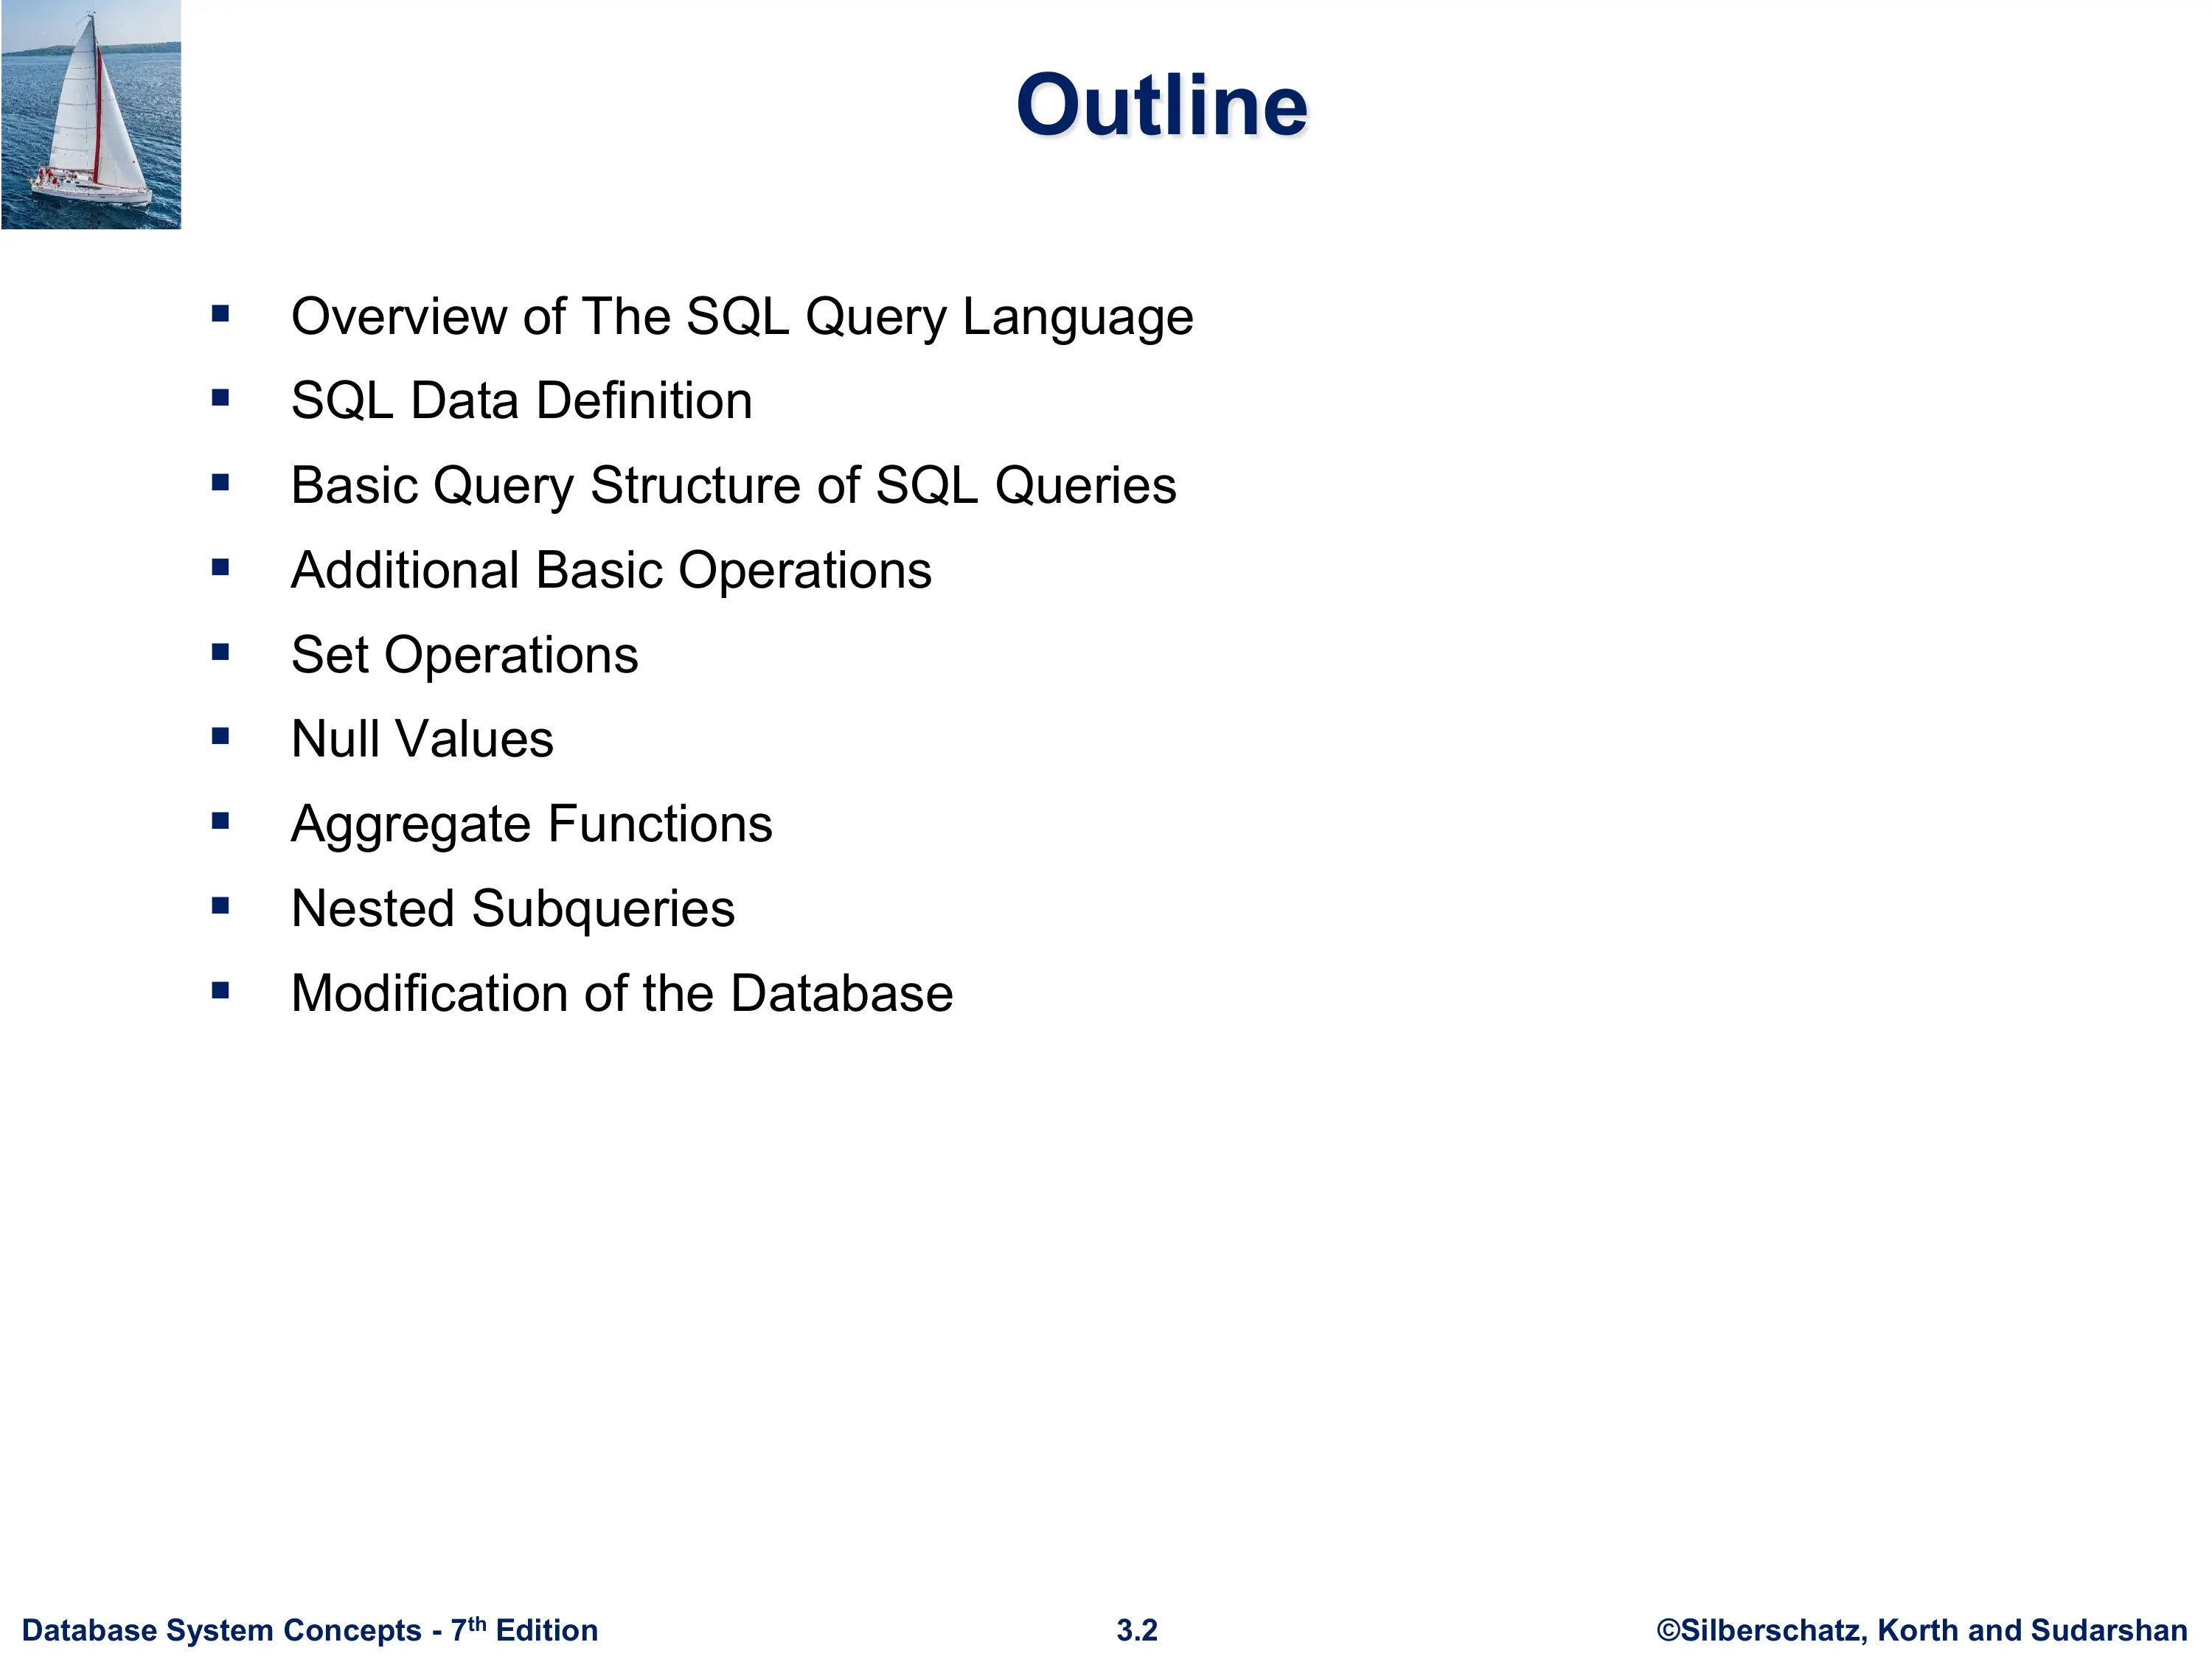 Outline
Overview of The SQL Query Language
SQL Data Definition
Basic Query Structure of SQL Queries
Additional Basic Operations
Set Operations
Null Values
Aggregate Functions
Nested Subqueries
Modification of the Database
Database System Concepts - 7th Edition
3.2
©Silberschatz, Korth and Sudarshan